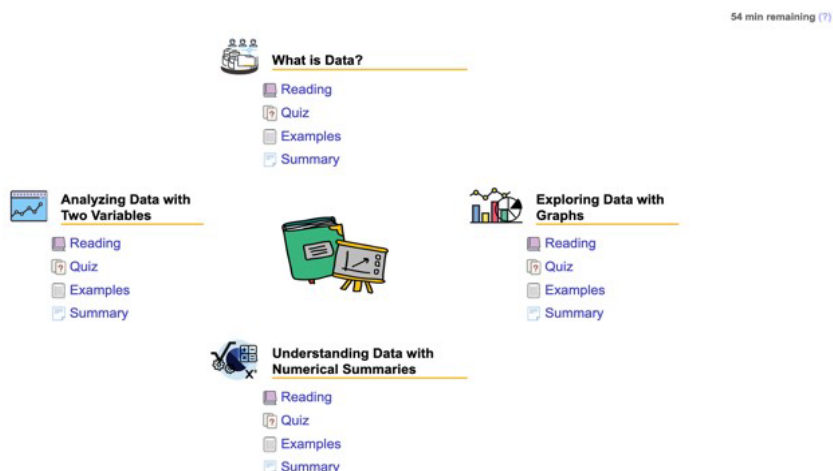 54 min remaining (?)
What is Data?
Reading
Quiz
Examples
Summary
Analyzing Data with
Two Variables
Reading
Quiz
Examples
Summary
Exploring Data with
Graphs
Reading
Quiz
Examples
Summary
Understanding Data with
Numerical Summaries
Reading
Quiz
Examples
Summary